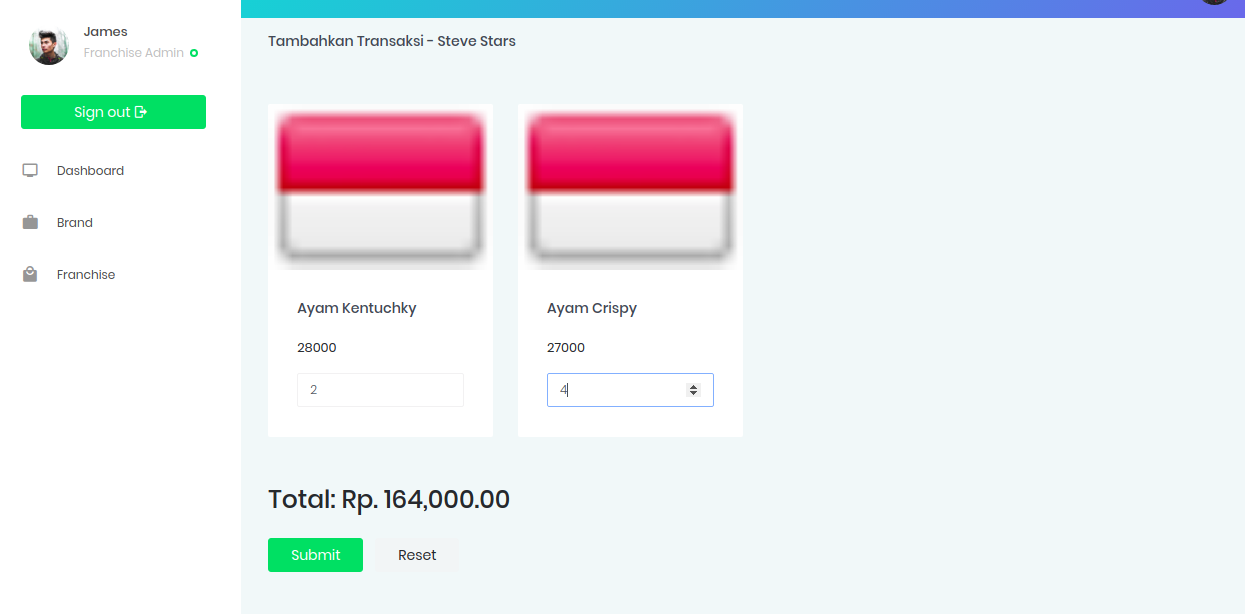 James
Franchise Admin
Sign out
Dashboard
Brand
Franchise
Tambahkan Transaksi - Steve Stars
Ayam Kentuchky
28000
2
Ayam Crispy
27000
4
Total: Rp. 164,000.00
Submit
Reset